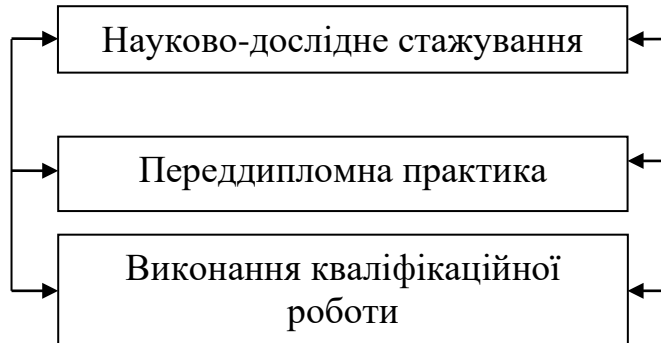 Науково-дослідне стажування
Переддипломна практика
Виконання кваліфікаційної
роботи